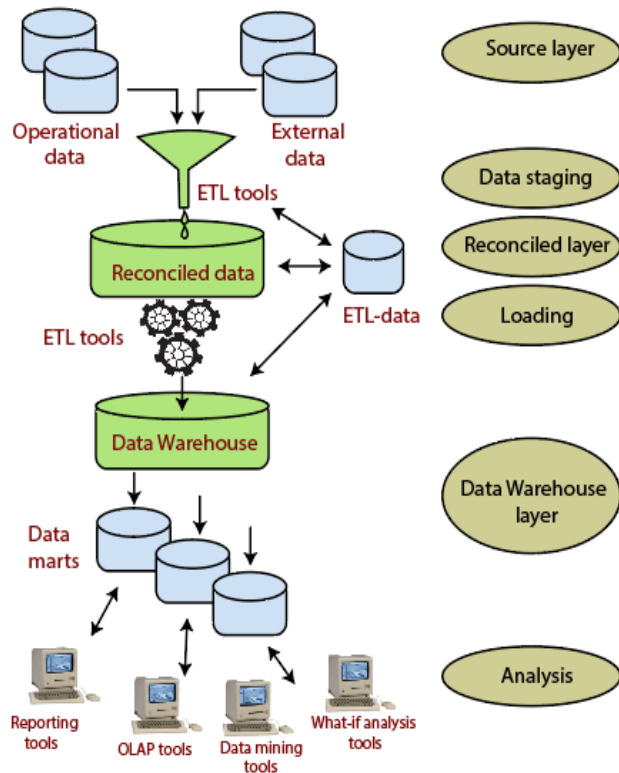 Source layer
Operational
data
External
data
ETL tools
Data staging
Reconciled data
Reconciled layer
ETL-data
ETL tools
Loading
Data Warehouse
Data Warehouse
layer
Data
marts
Analysis
Reporting
tools
OLAP tools
Data mining
tools
What-if analysis
tools